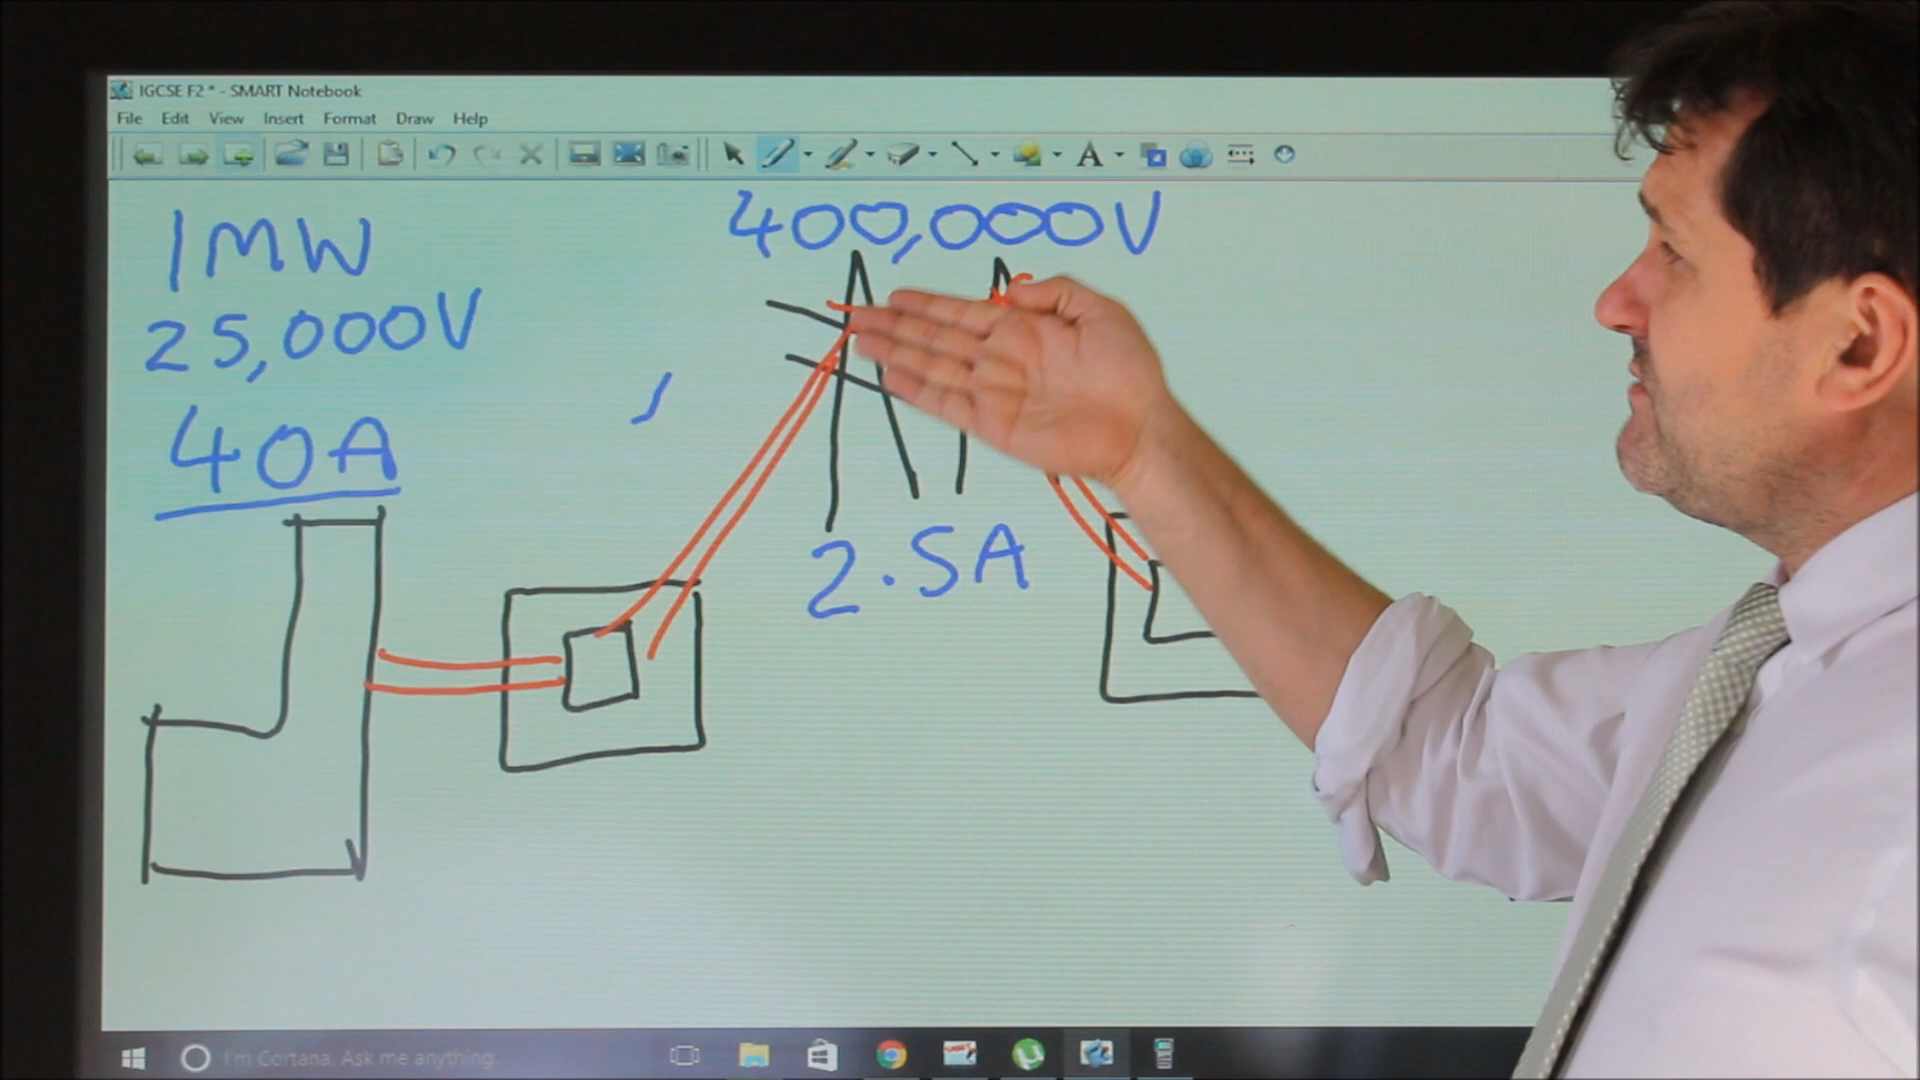 IGCSE F2 * - SMART Notebook
File Edit View Insert Format Draw Help
1MW
25,000V
40A
400,000V
2.5A
I'm Cortana. Ask me anything.